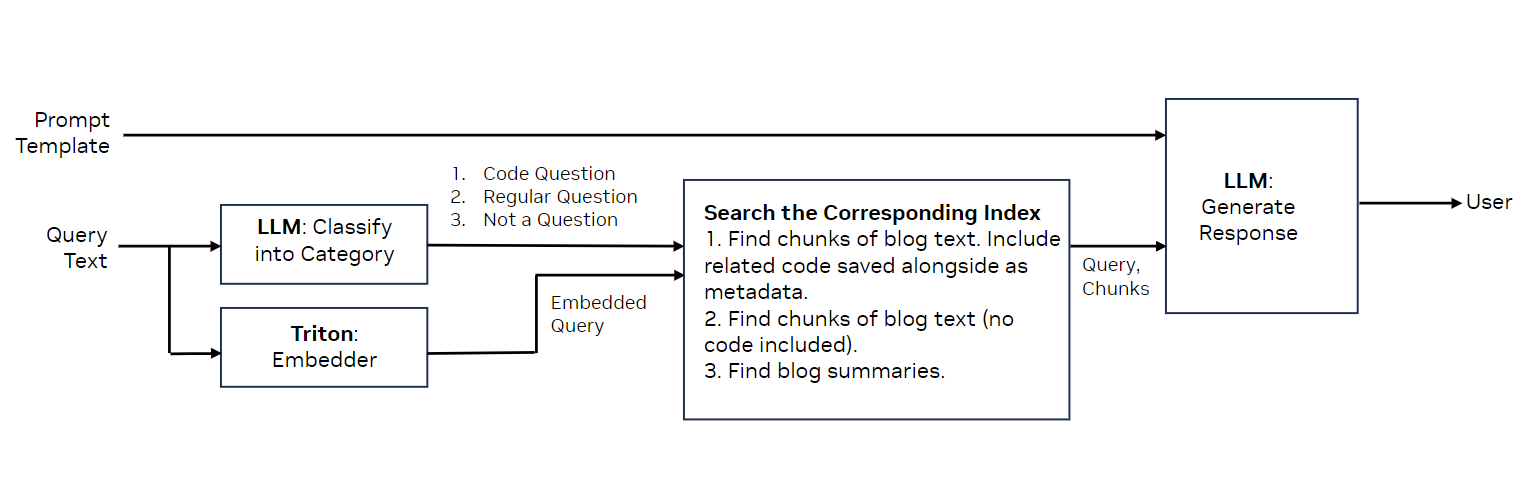 Prompt
Template
Query
Text
LLM: Classify
into Category
Triton:
Embedder
1. Code Question
2. Regular Question
3. Not a Question
Embedded
Query
Search the Corresponding Index
1. Find chunks of blog text. Include
related code saved alongside as
metadata.
2. Find chunks of blog text (no
code included).
3. Find blog summaries.
Query,
Chunks
LLM:
Generate
Response
User